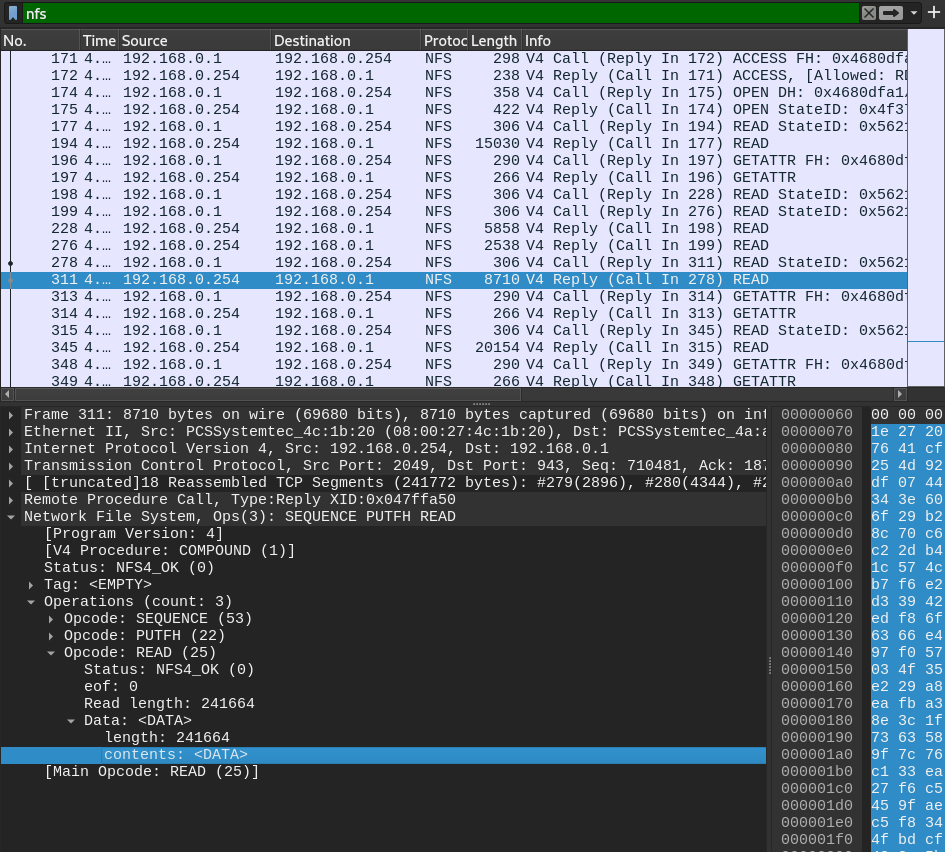 nfs
No. Time Source Destination Protoc Length Info
171 4.… 192.168.0.1 192.168.0.254 NFS 298 V4 Call (Reply In 172) ACCESS FH: 0x4680dfa
172 4.… 192.168.0.254 192.168.0.1 NFS 238 V4 Reply (Call In 171) ACCESS, [Allowed: RD
174 4.… 192.168.0.1 192.168.0.254 NFS 358 V4 Call (Reply In 175) OPEN DH: 0x4680dfa1/
175 4.… 192.168.0.254 192.168.0.1 NFS 422 V4 Reply (Call In 174) OPEN StateID: 0x4f37
177 4.… 192.168.0.1 192.168.0.254 NFS 306 V4 Call (Reply In 194) READ StateID: 0x5621
194 4.… 192.168.0.254 192.168.0.1 NFS 15030 V4 Reply (Call In 177) READ
196 4.… 192.168.0.1 192.168.0.254 NFS 290 V4 Call (Reply In 197) GETATTR FH: 0x4680df
197 4.… 192.168.0.254 192.168.0.1 NFS 266 V4 Reply (Call In 196) GETATTR
198 4.… 192.168.0.1 192.168.0.254 NFS 306 V4 Call (Reply In 228) READ StateID: 0x5621
199 4.… 192.168.0.1 192.168.0.254 NFS 306 V4 Call (Reply In 276) READ StateID: 0x5621
228 4.… 192.168.0.254 192.168.0.1 NFS 5858 V4 Reply (Call In 198) READ
276 4.… 192.168.0.254 192.168.0.1 NFS 2538 V4 Reply (Call In 199) READ
278 4.… 192.168.0.1 192.168.0.254 NFS 306 V4 Call (Reply In 311) READ StateID: 0x5621
311 4.… 192.168.0.254 192.168.0.1 NFS 8710 V4 Reply (Call In 278) READ
313 4.… 192.168.0.1 192.168.0.254 NFS 290 V4 Call (Reply In 314) GETATTR FH: 0x4680df
314 4.… 192.168.0.254 192.168.0.1 NFS 266 V4 Reply (Call In 313) GETATTR
315 4.… 192.168.0.1 192.168.0.254 NFS 306 V4 Call (Reply In 345) READ StateID: 0x5621
345 4.… 192.168.0.254 192.168.0.1 NFS 20154 V4 Reply (Call In 315) READ
348 4.… 192.168.0.1 192.168.0.254 NFS 290 V4 Call (Reply In 349) GETATTR FH: 0x4680df
349 4.… 192.168.0.254 192.168.0.1 NFS 266 V4 Reply (Call In 348) GETATTR
Frame 311: 8710 bytes on wire (69680 bits), 8710 bytes captured (69680 bits) on int
Ethernet II, Src: PCSSystemtec_4c:1b:20 (08:00:27:4c:1b:20), Dst: PCSSystemtec_4a:a
Internet Protocol Version 4, Src: 192.168.0.254, Dst: 192.168.0.1
Transmission Control Protocol, Src Port: 2049, Dst Port: 943, Seq: 710481, Ack: 187
[ [truncated]18 Reassembled TCP Segments (241772 bytes): #279(2896), #280(4344), #2
Remote Procedure Call, Type:Reply XID:0x047ffa50
Network File System, Ops(3): SEQUENCE PUTFH READ
[Program Version: 4]
[V4 Procedure: COMPOUND (1)]
Status: NFS4_OK (0)
Tag: <EMPTY>
Operations (count: 3)
Opcode: SEQUENCE (53)
Opcode: PUTFH (22)
Opcode: READ (25)
Status: NFS4_OK (0)
eof: 0
Read length: 241664
Data: <DATA>
length: 241664
contents: <DATA>
[Main Opcode: READ (25)]
00000060 00 00 00
00000070 1e 27 20
00000080 76 41 cf
00000090 25 4d 92
000000a0 df 07 44
000000b0 34 3e 60
000000c0 6f 29 b2
000000d0 8c 70 c6
000000e0 c2 2d b4
000000f0 1c 57 4c
00000100 b7 f6 e2
00000110 d3 39 42
00000120 ed f8 6f
00000130 63 66 e4
00000140 97 f0 57
00000150 03 4f 35
00000160 e2 29 a8
00000170 ea fb a3
00000180 8e 3c 1f
00000190 73 63 58
000001a0 9f 7c 76
000001b0 c1 33 ea
000001c0 27 f6 c5
000001d0 45 9f ae
000001e0 c5 f8 34
000001f0 4f bd cf